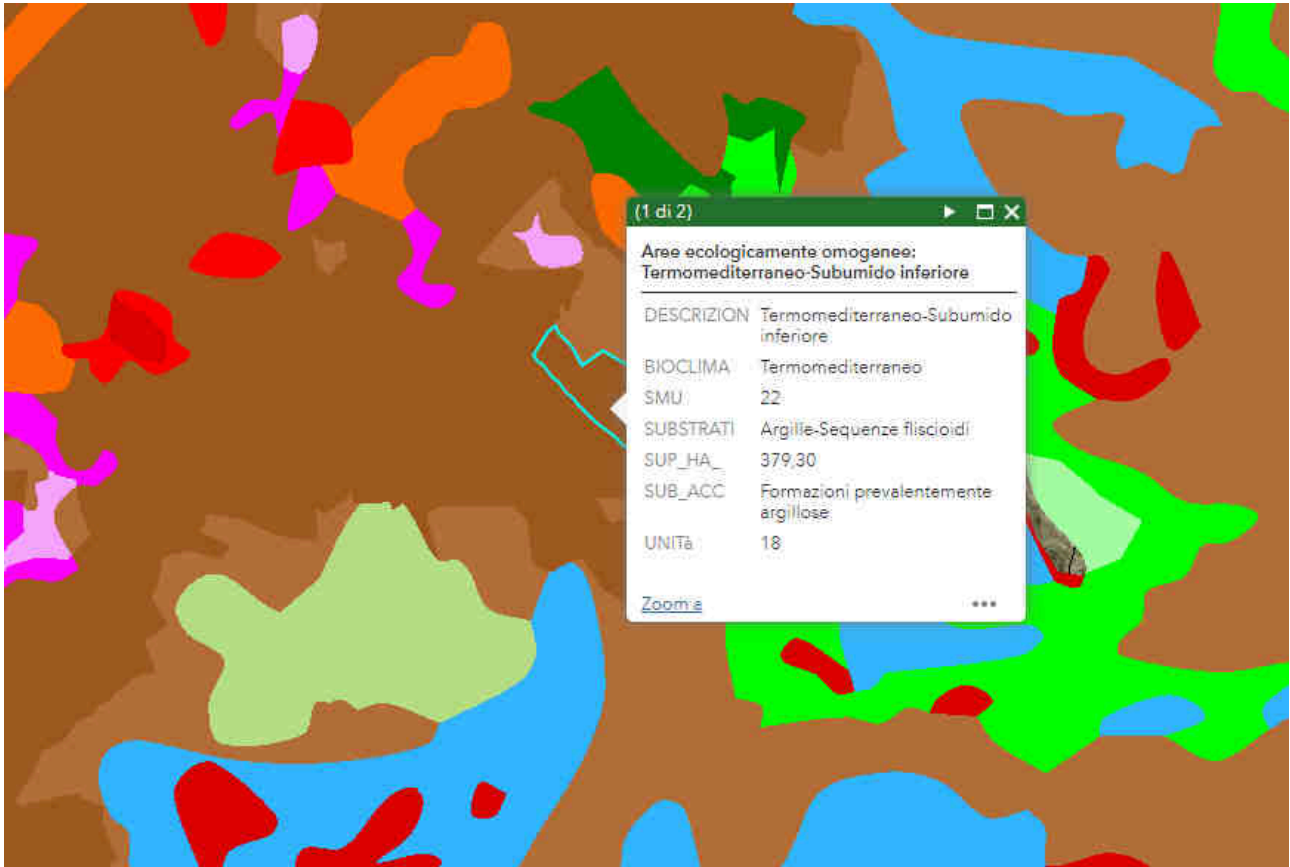 (1 di 2)
Aree ecologicamente omogenee:
Termomediterraneo-Subumido inferiore
DESCRIZION Termomediterraneo-Subumido
inferiore
BIOCLIMA Termomediterraneo
SMU 22
SUBSTRATI Argille-Sequenze fliscioidi
SUP_HA_ 379,30
SUB_ACC Formazioni prevalentemente
argillose
UNITà 18
Zoom a